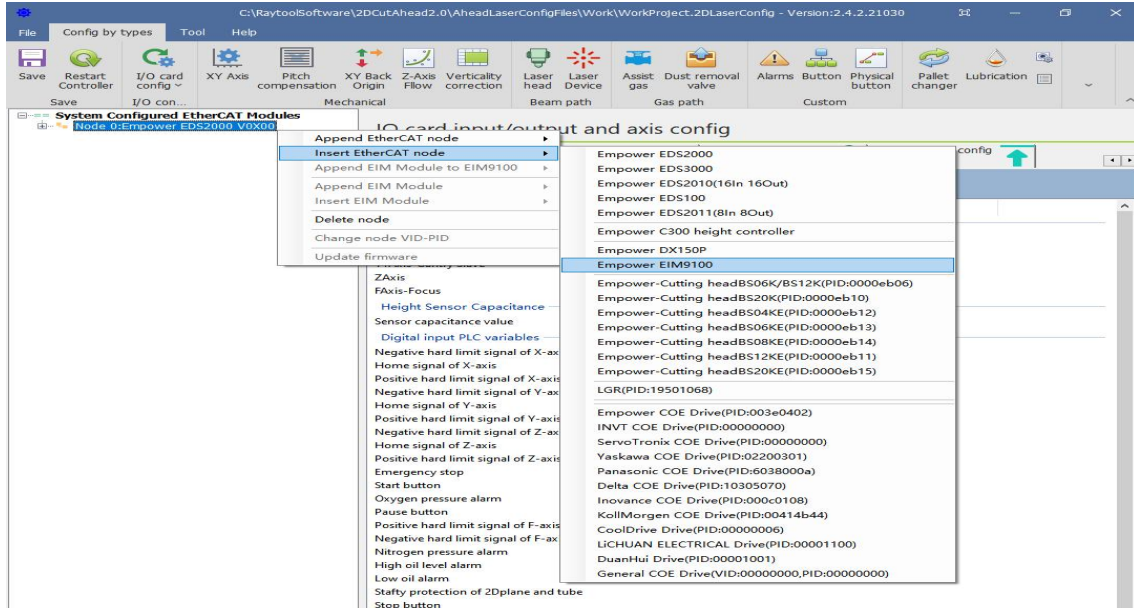 C:\RaytoolSoftware\2DCutAhead2.0\AheadLaserConfigFiles\Work\WorkProject.2DLaserConfig - Version:2.4.2.21030
File Config by types Tool Help
Save Restart Controller I/O card config XY Axis Pitch compensation XY Back Origin Z-Axis Fllow Verticality correction Laser head Laser Device Assist gas Dust removal valve Alarms Button Physical button Pallet changer Lubrication
Save I/O con... Mechanical Beam path Gas path Custom
System Configured EtherCAT Modules
Node 0:Empower EDS2000 V0X00
IO card input/output and axis config
config
Append EtherCAT node
Insert EtherCAT node
Append EIM Module to EIM9100
Append EIM Module
Insert EIM Module
Delete node
Change node VID-PID
Update firmware
Empower EDS2000
Empower EDS3000
Empower EDS2010(16In 16Out)
Empower EDS100
Empower EDS2011(8In 8Out)
Empower C300 height controller
Empower DX150P
Empower EIM9100
Empower-Cutting headBS06K/BS12K(PID:0000eb06)
Empower-Cutting headBS20K(PID:0000eb10)
Empower-Cutting headBS04KE(PID:0000eb12)
Empower-Cutting headBS06KE(PID:0000eb13)
Empower-Cutting headBS08KE(PID:0000eb14)
Empower-Cutting headBS12KE(PID:0000eb11)
Empower-Cutting headBS20KE(PID:0000eb15)
LGR(PID:19501068)
Empower COE Drive(PID:003e0402)
INVT COE Drive(PID:00000000)
ServoTronix COE Drive(PID:00000000)
Yaskawa COE Drive(PID:02200301)
Panasonic COE Drive(PID:6038000a)
Delta COE Drive(PID:10305070)
Inovance COE Drive(PID:000c0108)
KollMorgen COE Drive(PID:00414b44)
CoolDrive Drive(PID:00000006)
LiCHUAN ELECTRICAL Drive(PID:00001100)
DuanHui Drive(PID:00001001)
General COE Drive(VID:00000000,PID:00000000)
ZAxis
FAxis-Focus
Height Sensor Capacitance
Sensor capacitance value
Digital input PLC variables
Negative hard limit signal of X-ax
Home signal of X-axis
Positive hard limit signal of X-axis
Negative hard limit signal of Y-ax
Home signal of Y-axis
Positive hard limit signal of Y-axis
Negative hard limit signal of Z-ax
Home signal of Z-axis
Positive hard limit signal of Z-axis
Emergency stop
Start button
Oxygen pressure alarm
Pause button
Positive hard limit signal of F-axis
Negative hard limit signal of F-ax
Nitrogen pressure alarm
High oil level alarm
Low oil alarm
Stafty protection of 2Dplane and tube
Stop button